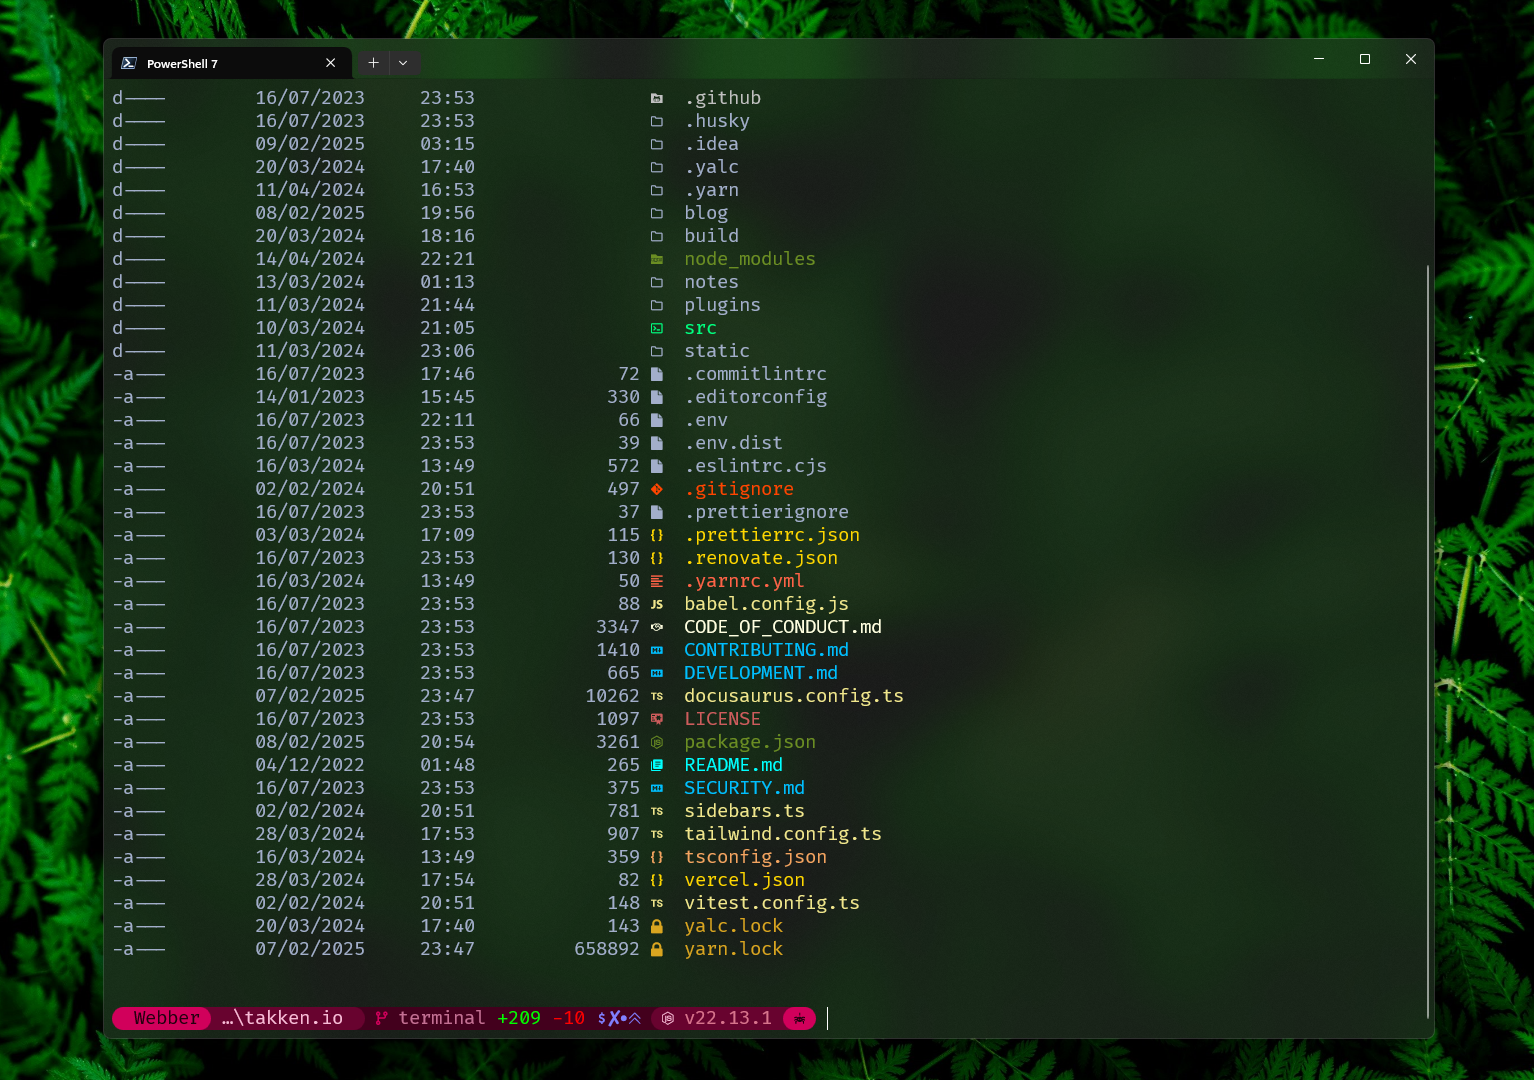 PowerShell 7
d---- 16/07/2023 23:53 .github
d---- 16/07/2023 23:53 .husky
d---- 09/02/2025 03:15 .idea
d---- 20/03/2024 17:40 .yalc
d---- 11/04/2024 16:53 .yarn
d---- 08/02/2025 19:56 blog
d---- 20/03/2024 18:16 build
d---- 14/04/2024 22:21 node_modules
d---- 13/03/2024 01:13 notes
d---- 11/03/2024 21:44 plugins
d---- 10/03/2024 21:05 src
d---- 11/03/2024 23:06 static
-a--- 16/07/2023 17:46 72 .commitlintrc
-a--- 14/01/2023 15:45 330 .editorconfig
-a--- 16/07/2023 22:11 66 .env
-a--- 16/07/2023 23:53 39 .env.dist
-a--- 16/03/2024 13:49 572 .eslintrc.cjs
-a--- 02/02/2024 20:51 497 .gitignore
-a--- 16/07/2023 23:53 37 .prettierignore
-a--- 03/03/2024 17:09 115 {} .prettierrc.json
-a--- 16/07/2023 23:53 130 {} .renovate.json
-a--- 16/03/2024 13:49 50 .yarnrc.yml
-a--- 16/07/2023 23:53 88 JS babel.config.js
-a--- 16/07/2023 23:53 3347 CODE_OF_CONDUCT.md
-a--- 16/07/2023 23:53 1410 CONTRIBUTING.md
-a--- 16/07/2023 23:53 665 DEVELOPMENT.md
-a--- 07/02/2025 23:47 10262 TS docusaurus.config.ts
-a--- 16/07/2023 23:53 1097 LICENSE
-a--- 08/02/2025 20:54 3261 package.json
-a--- 04/12/2022 01:48 265 README.md
-a--- 16/07/2023 23:53 375 SECURITY.md
-a--- 02/02/2024 20:51 781 TS sidebars.ts
-a--- 28/03/2024 17:53 907 TS tailwind.config.ts
-a--- 16/03/2024 13:49 359 {} tsconfig.json
-a--- 28/03/2024 17:54 82 {} vercel.json
-a--- 02/02/2024 20:51 148 TS vitest.config.ts
-a--- 20/03/2024 17:40 143 yalc.lock
-a--- 07/02/2025 23:47 658892 yarn.lock
Webber …\takken.io terminal +209 -10 $ v22.13.1